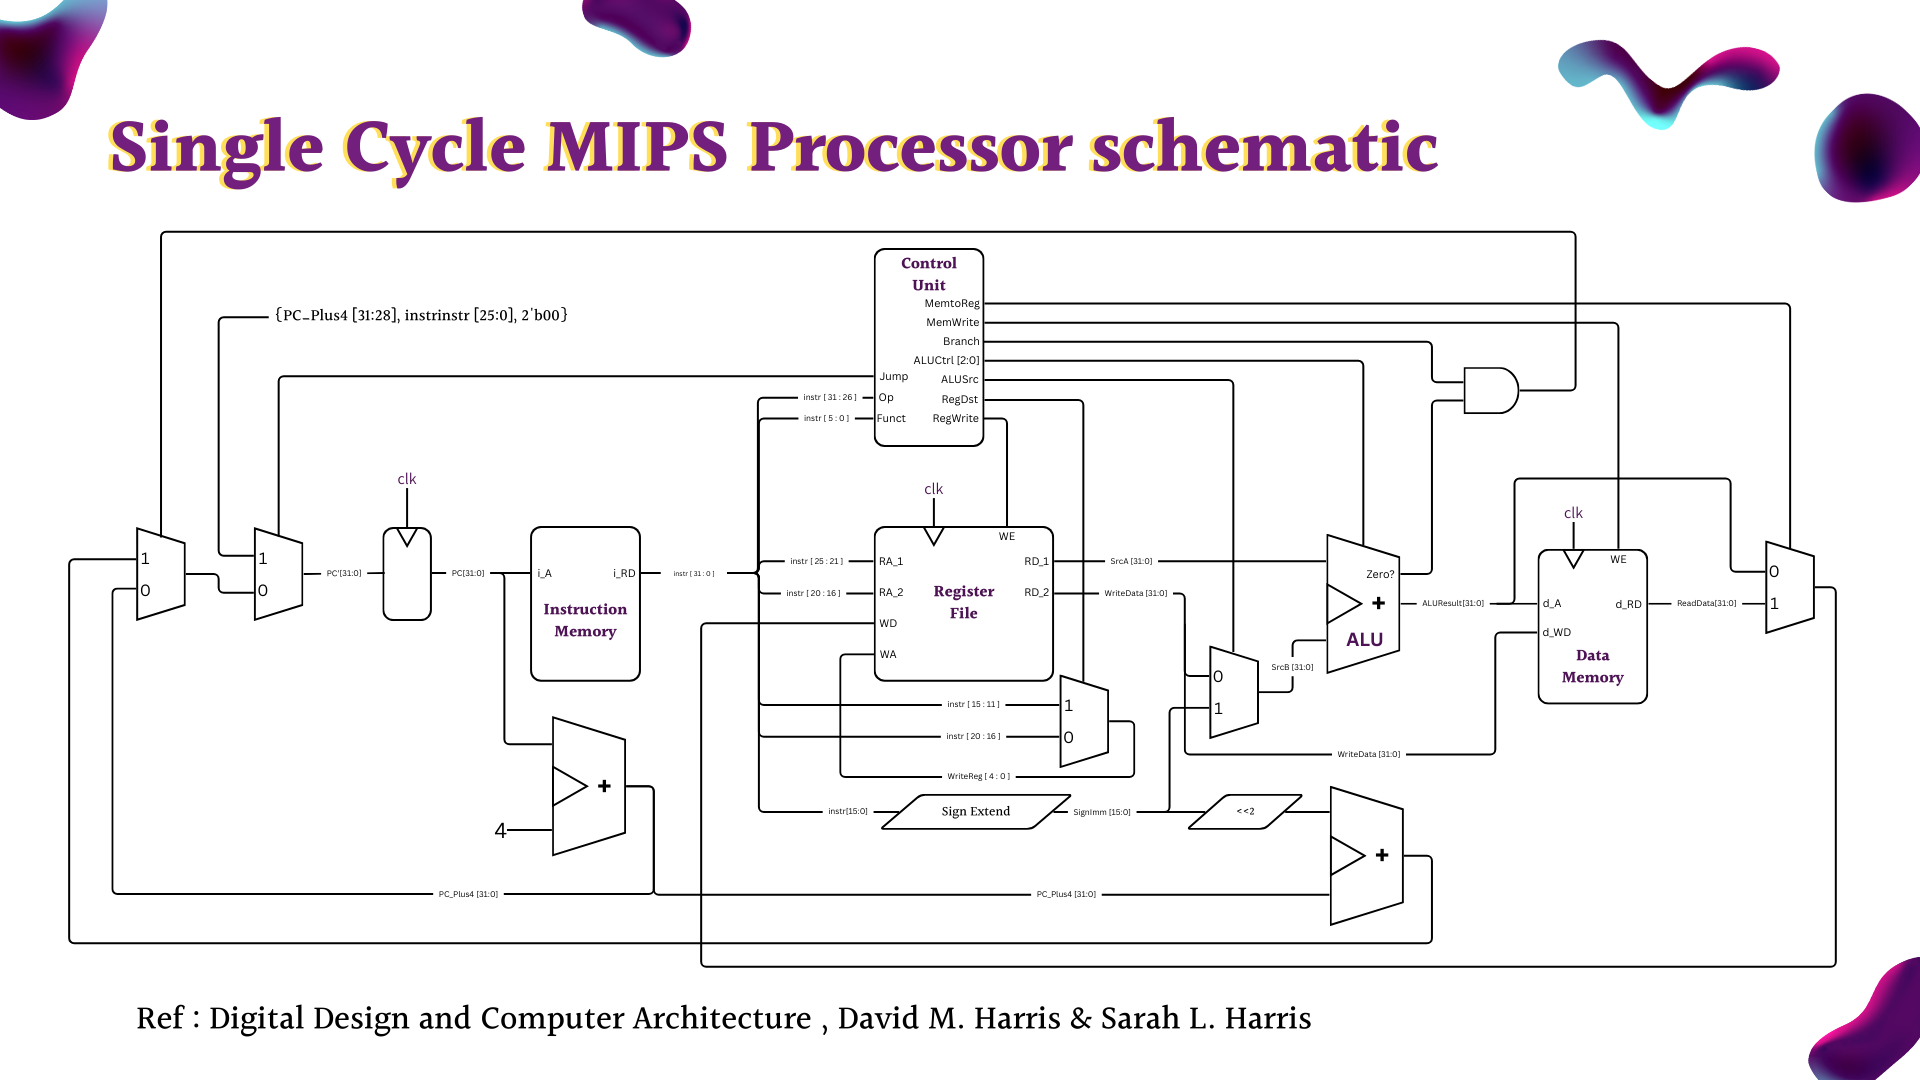 Single Cycle MIPS Processor schematic
Control
Unit
MemtoReg
{PC_Plus4 [31:28], instrinstr [25:0], 2'b00}
MemWrite
Branch
ALUCtrl [2:0]
Jump
ALUSrc
instr [ 31 : 26 ]
Op
RegDst
instr [ 5 : 0 ]
Funct
RegWrite
clk
clk
clk
WE
1
1
0
0
PC'[31:0]
PC[31:0]
i_A
i_RD
Instruction
Memory
instr [ 31 : 0 ]
instr [ 25 : 21 ]
RA_1
RD_1
SrcA [31:0]
instr [ 20 : 16 ]
RA_2
RD_2
WriteData [31:0]
Register
File
WD
WA
Zero?
+
ALU
ALUResult[31:0]
WE
d_A
d_RD
d_WD
Data
Memory
ReadData[31:0]
0
1
SrcB [31:0]
0
1
instr [ 15 : 11 ]
1
instr [ 20 : 16 ]
0
WriteReg [ 4 : 0 ]
WriteData [31:0]
+
4
instr[15:0]
Sign Extend
SignImm [15:0]
<<2
+
PC_Plus4 [31:0]
PC_Plus4 [31:0]
Ref : Digital Design and Computer Architecture , David M. Harris & Sarah L. Harris